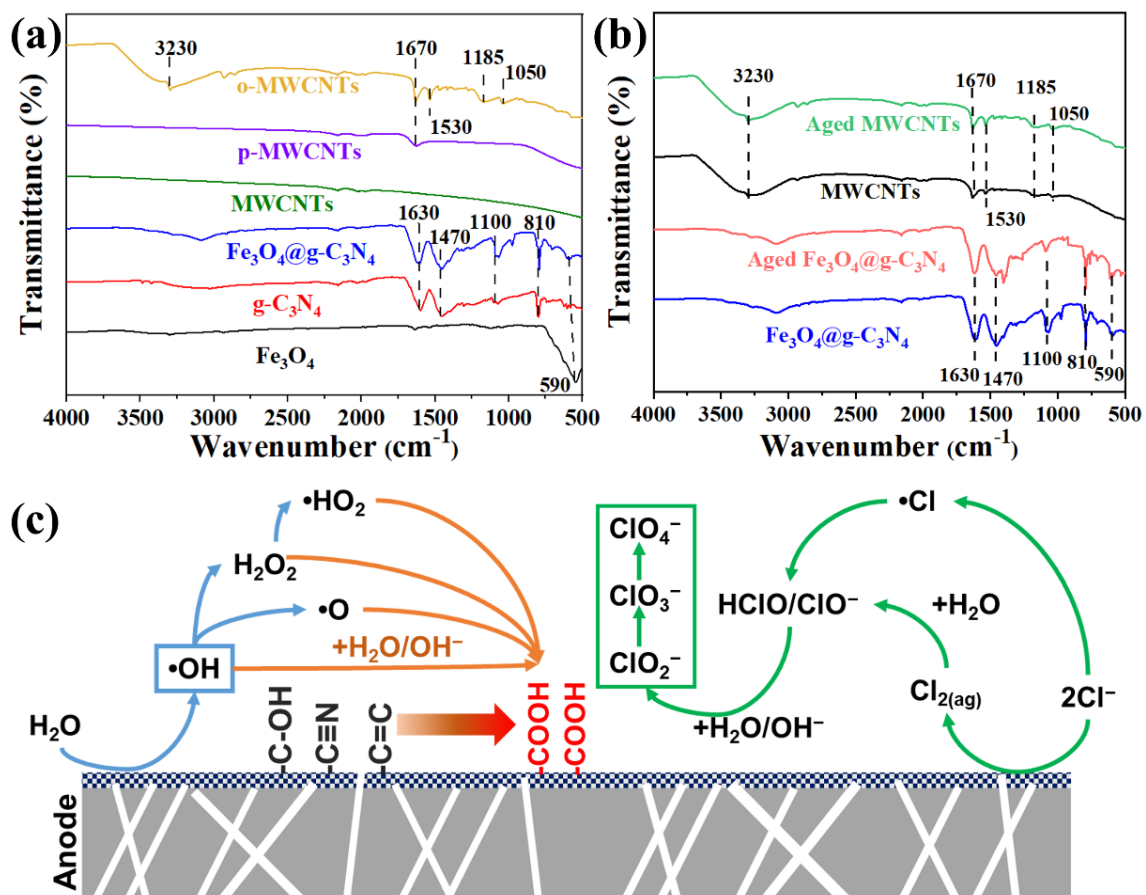 (a)
3230
1670
1185
1050
o-MWCNTs
1530
p-MWCNTs
MWCNTs
1630
1470
1100
810
Fe₃O₄@g-C₃N₄
g-C₃N₄
Fe₃O₄
590
Transmittance (%)
4000 3500 3000 2500 2000 1500 1000 500
Wavenumber (cm⁻¹)
(b)
3230
1670
1185
1050
Aged MWCNTs
MWCNTs
1530
Aged Fe₃O₄@g-C₃N₄
Fe₃O₄@g-C₃N₄
1630
1470
1100
810
590
Transmittance (%)
4000 3500 3000 2500 2000 1500 1000 500
Wavenumber (cm⁻¹)
(c)
•HO₂
H₂O₂
•O
+H₂O/OH⁻
•OH
H₂O
-C-OH
-C≡N
-C=C
-COOH
-COOH
ClO₄⁻
ClO₃⁻
ClO₂⁻
+H₂O/OH⁻
HClO/ClO⁻
•Cl
+H₂O
Cl₂₍ag₎
2Cl⁻
Anode